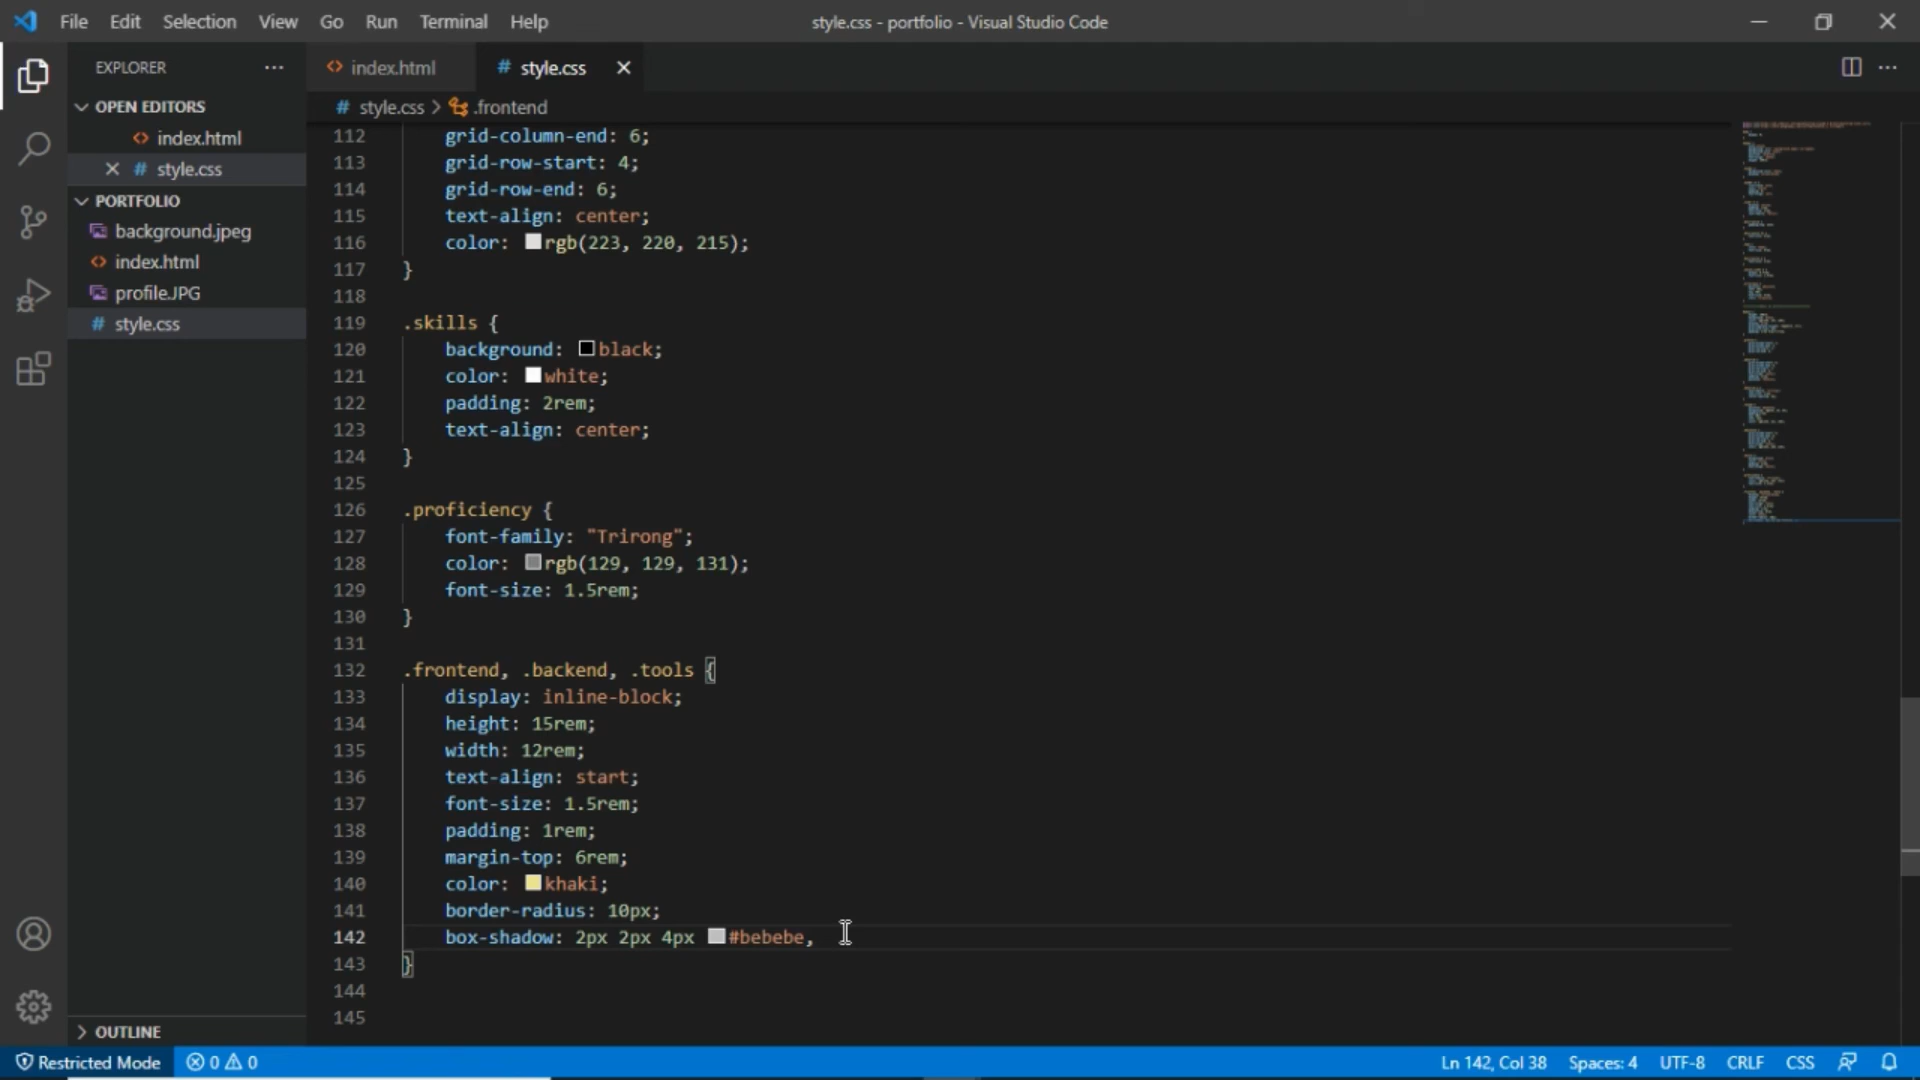 File Edit Selection View Go Run Terminal Help
style.css - portfolio - Visual Studio Code
EXPLORER
OPEN EDITORS
index.html
style.css
PORTFOLIO
background.jpeg
index.html
profile.JPG
style.css
OUTLINE
index.html style.css
style.css > .frontend
112 grid-column-end: 6;
113 grid-row-start: 4;
114 grid-row-end: 6;
115 text-align: center;
116 color: rgb(223, 220, 215);
117 }
118
119 .skills {
120 background: black;
121 color: white;
122 padding: 2rem;
123 text-align: center;
124 }
125
126 .proficiency {
127 font-family: "Trirong";
128 color: rgb(129, 129, 131);
129 font-size: 1.5rem;
130 }
131
132 .frontend, .backend, .tools {
133 display: inline-block;
134 height: 15rem;
135 width: 12rem;
136 text-align: start;
137 font-size: 1.5rem;
138 padding: 1rem;
139 margin-top: 6rem;
140 color: khaki;
141 border-radius: 10px;
142 box-shadow: 2px 2px 4px #bebebe,
143 }
144
145
Restricted Mode 0 0 Ln 142, Col 38 Spaces: 4 UTF-8 CRLF CSS